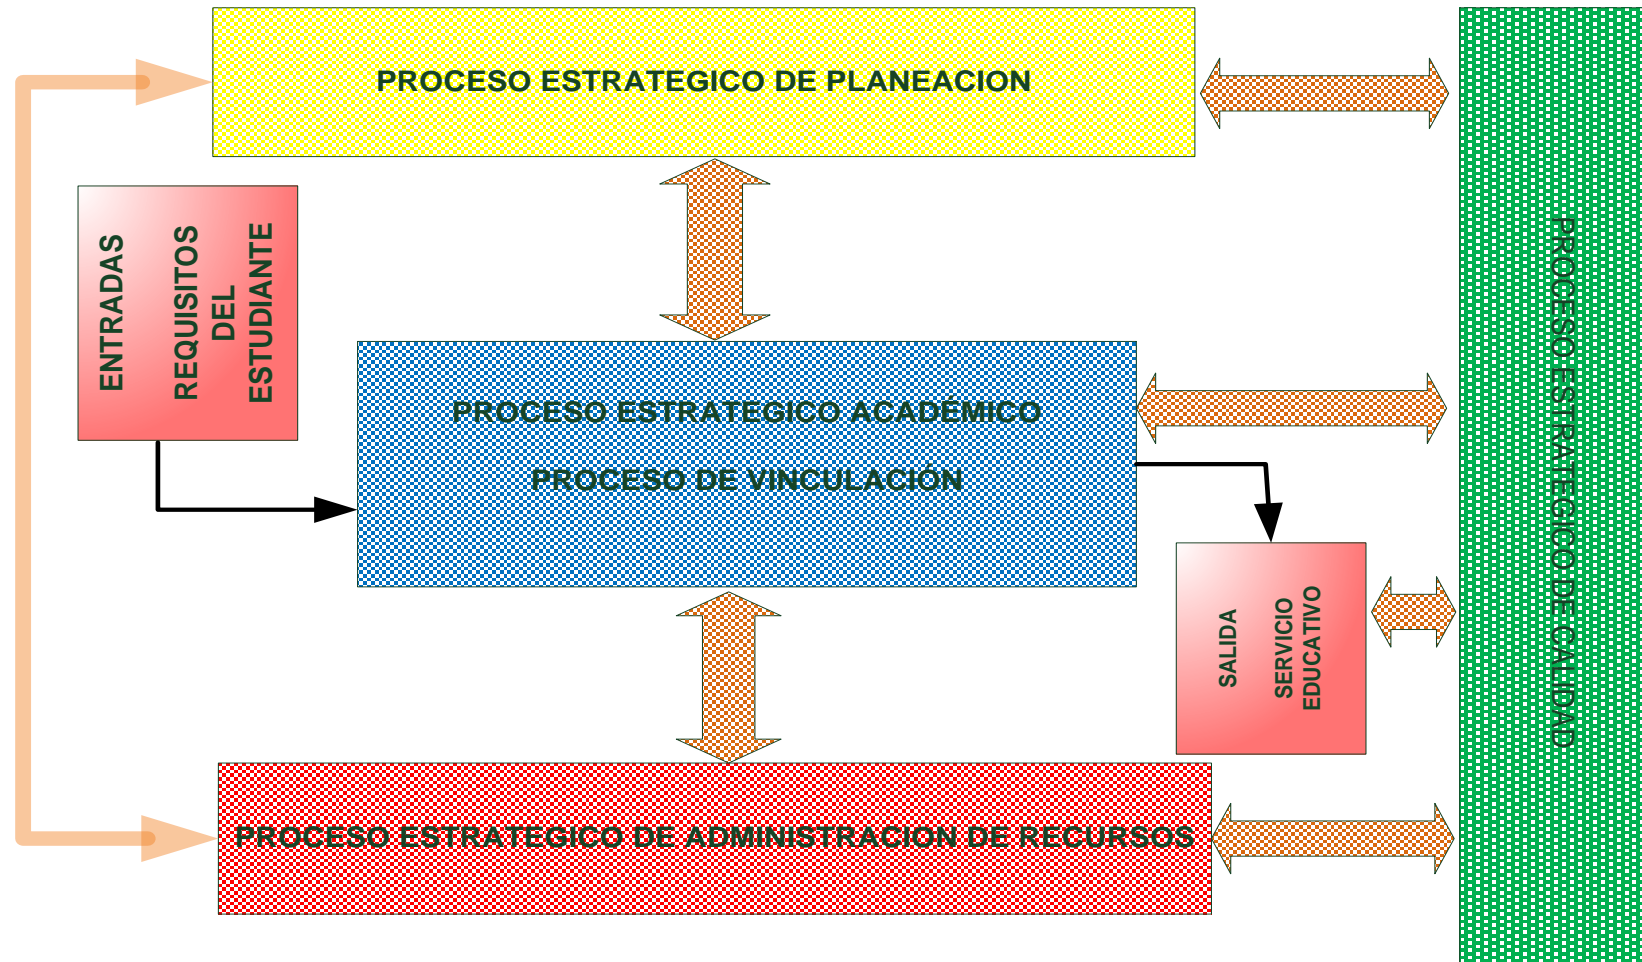 PROCESO ESTRATEGICO DE PLANEACION
ENTRADAS
REQUISITOS
DEL
ESTUDIANTE
PROCESO ESTRATEGICO ACADÉMICO
PROCESO DE VINCULACIÓN
SALIDA
SERVICIO
EDUCATIVO
PROCESO ESTRATEGICO DE ADMINISTRACION DE RECURSOS
PROCESO ESTRATEGICO DE CALIDAD